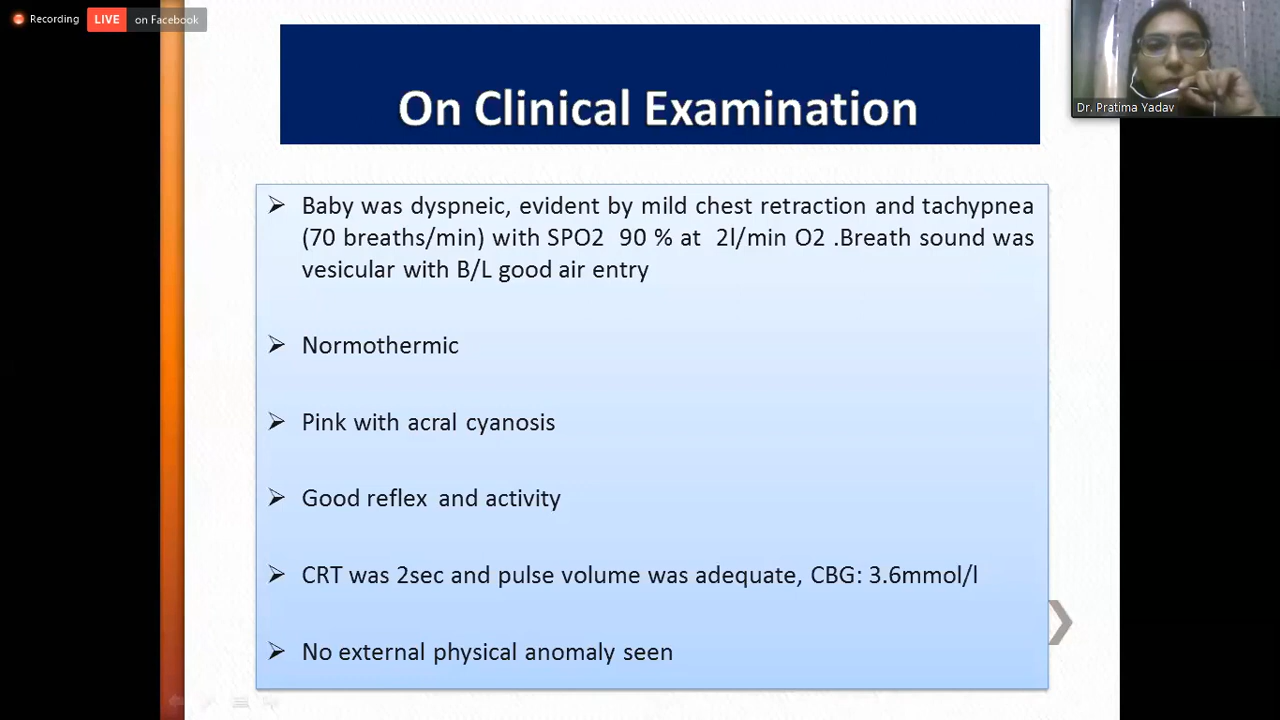 Recording LIVE on Facebook
Dr. Pratima Yadav
On Clinical Examination
Baby was dyspneic, evident by mild chest retraction and tachypnea
(70 breaths/min) with SPO2 90 % at 2l/min O2 .Breath sound was
vesicular with B/L good air entry
Normothermic
Pink with acral cyanosis
Good reflex and activity
CRT was 2sec and pulse volume was adequate, CBG: 3.6mmol/l
No external physical anomaly seen